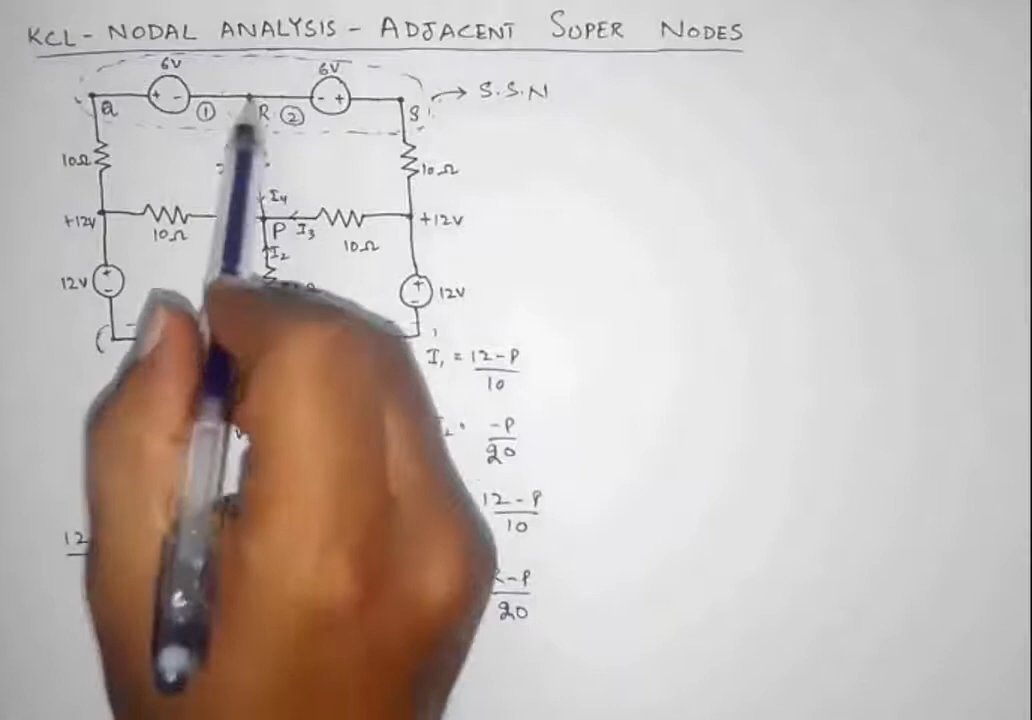 KCL - NODAL ANALYSIS - ADJACENT SUPER NODES
6V 6V
+ - - +
Q ① R ② S → S.S.N
10Ω 10Ω
I4
+12V P I3 +12V
10Ω 10Ω
I2
12V + - + - 12V
I1 = 12-P
10
-P
20
12-P
10
12
-P
20